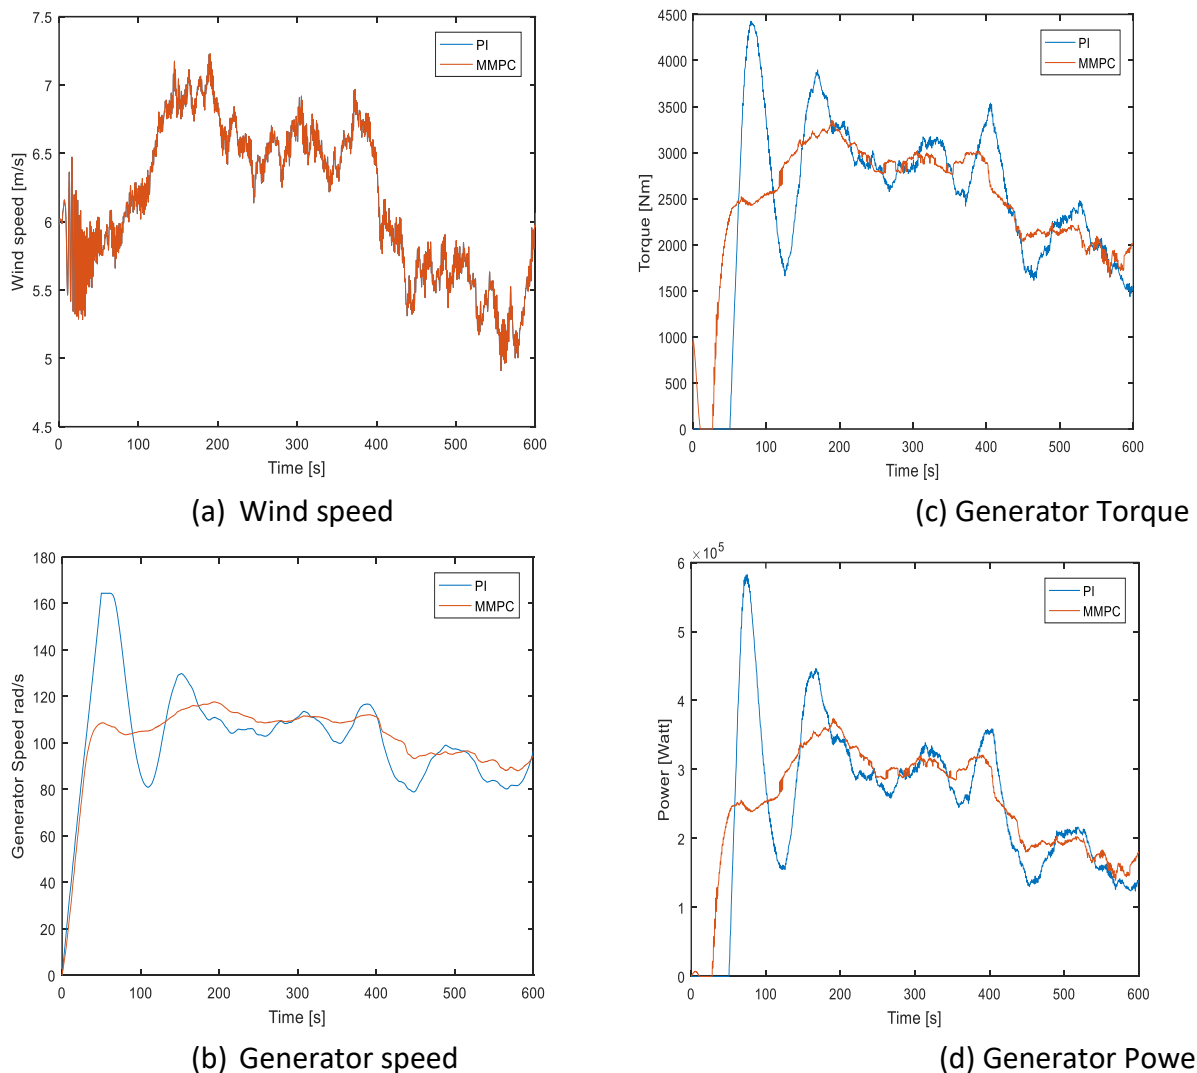 7.5
7
6.5
6
5.5
5
4.5
Wind speed [m/s]
PI
MMPC
0 100 200 300 400 500 600
Time [s]
(a) Wind speed
4500
4000
3500
3000
2500
2000
1500
1000
500
0
Torque [Nm]
PI
MMPC
0 100 200 300 400 500 600
Time [s]
(c) Generator Torque
180
160
140
120
100
80
60
40
20
0
Generator Speed rad/s
PI
MMPC
0 100 200 300 400 500 600
Time [s]
(b) Generator speed
×10⁵
6
5
4
3
2
1
0
Power [Watt]
PI
MMPC
0 100 200 300 400 500 600
Time [s]
(d) Generator Powe